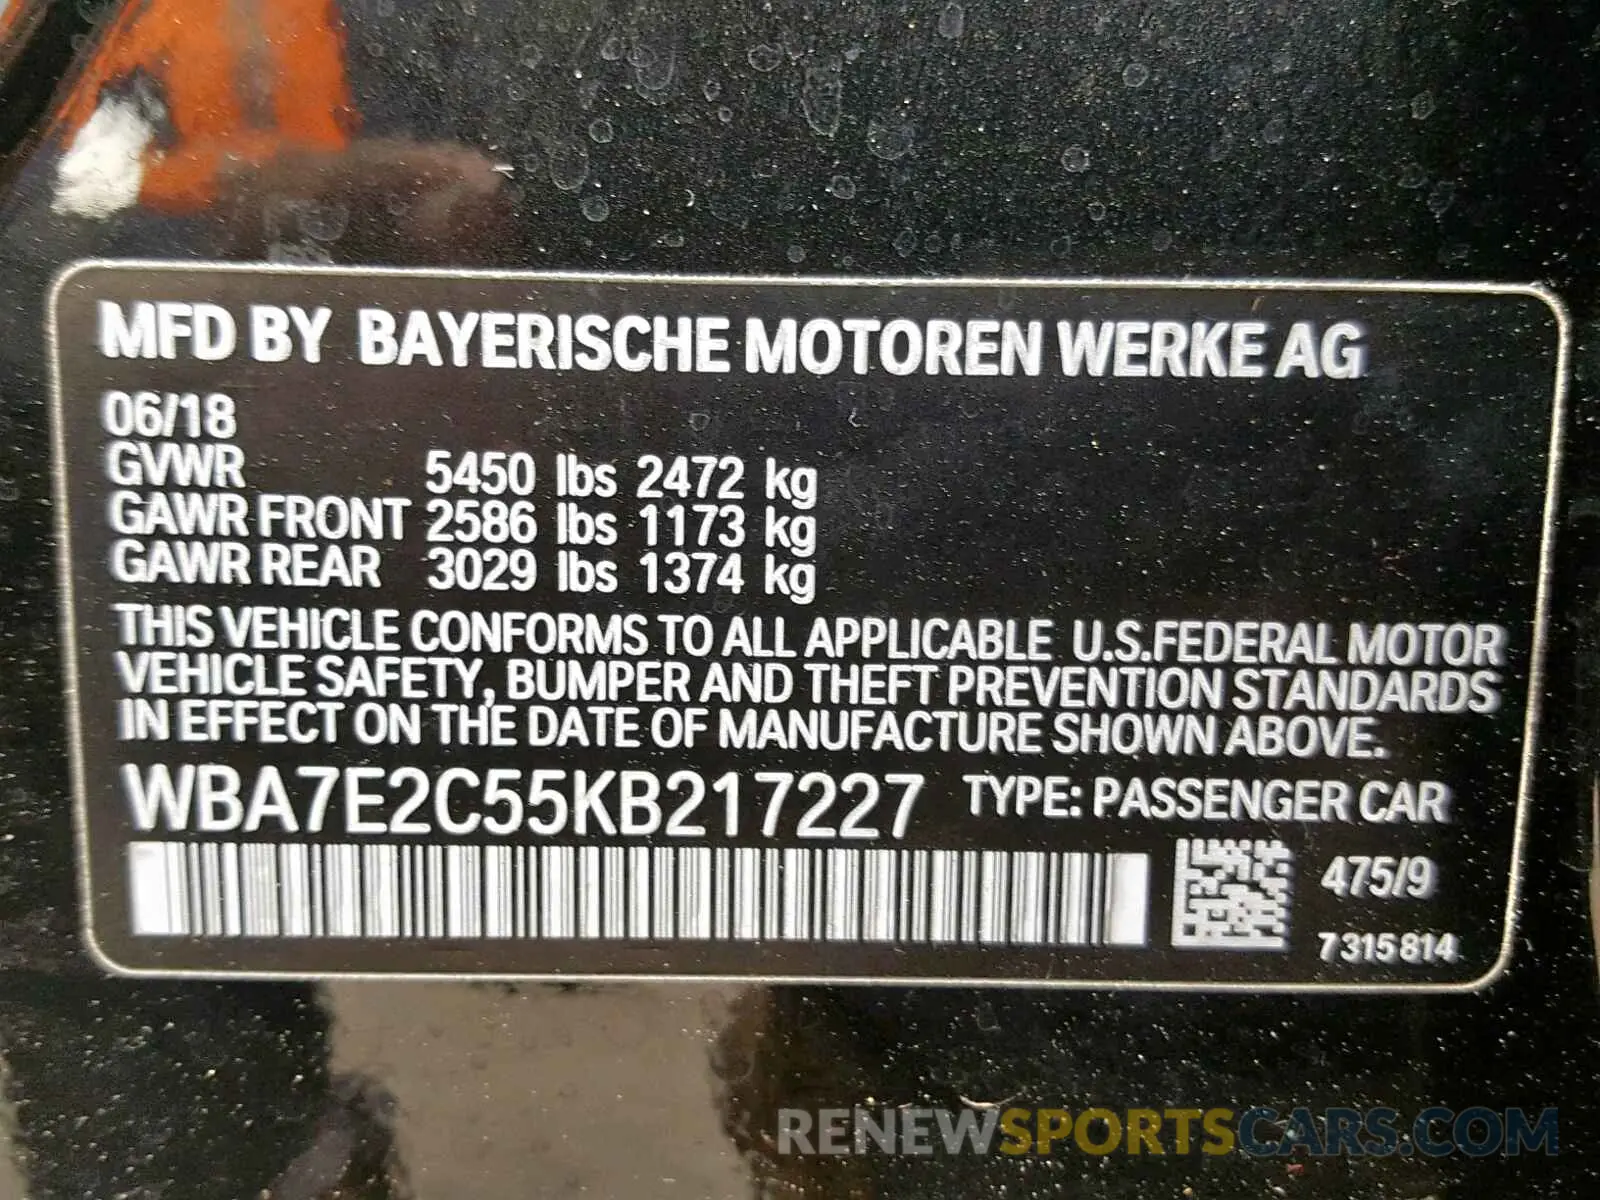 MFD BY BAYERISCHE MOTOREN WERKE AG
06/18
GVWR 5450 lbs 2472 kg
GAWR FRONT 2586 lbs 1173 kg
GAWR REAR 3029 lbs 1374 kg
THIS VEHICLE CONFORMS TO ALL APPLICABLE U.S.FEDERAL MOTOR
VEHICLE SAFETY, BUMPER AND THEFT PREVENTION STANDARDS
IN EFFECT ON THE DATE OF MANUFACTURE SHOWN ABOVE.
WBA7E2C55KB217227 TYPE: PASSENGER CAR
475/9
7315814
RENEWSPORTSCARS.COM